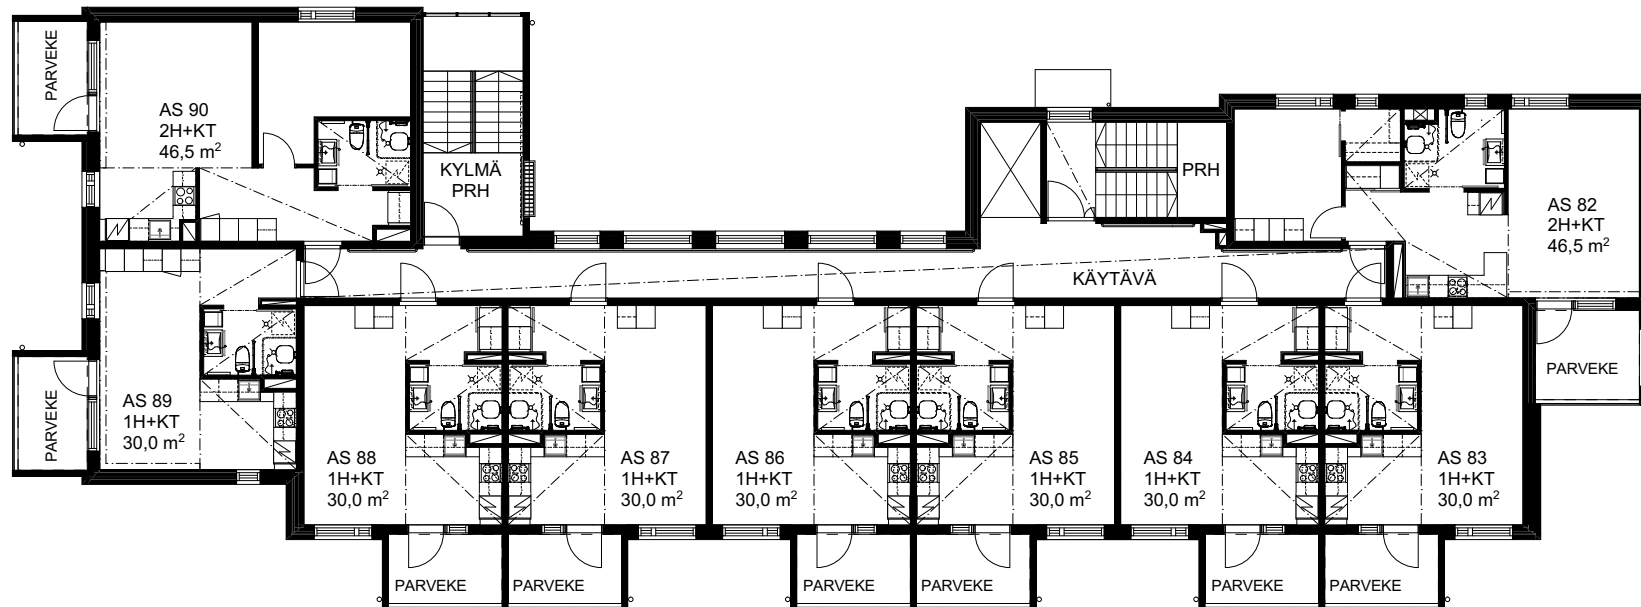 PARVEKE
AS 90
2H+KT
46,5 m²
KYLMÄ
PRH
PRH
AS 82
2H+KT
46,5 m²
KÄYTÄVÄ
PARVEKE
PARVEKE
AS 89
1H+KT
30,0 m²
AS 88
1H+KT
30,0 m²
AS 87
1H+KT
30,0 m²
AS 86
1H+KT
30,0 m²
AS 85
1H+KT
30,0 m²
AS 84
1H+KT
30,0 m²
AS 83
1H+KT
30,0 m²
PARVEKE
PARVEKE
PARVEKE
PARVEKE
PARVEKE
PARVEKE